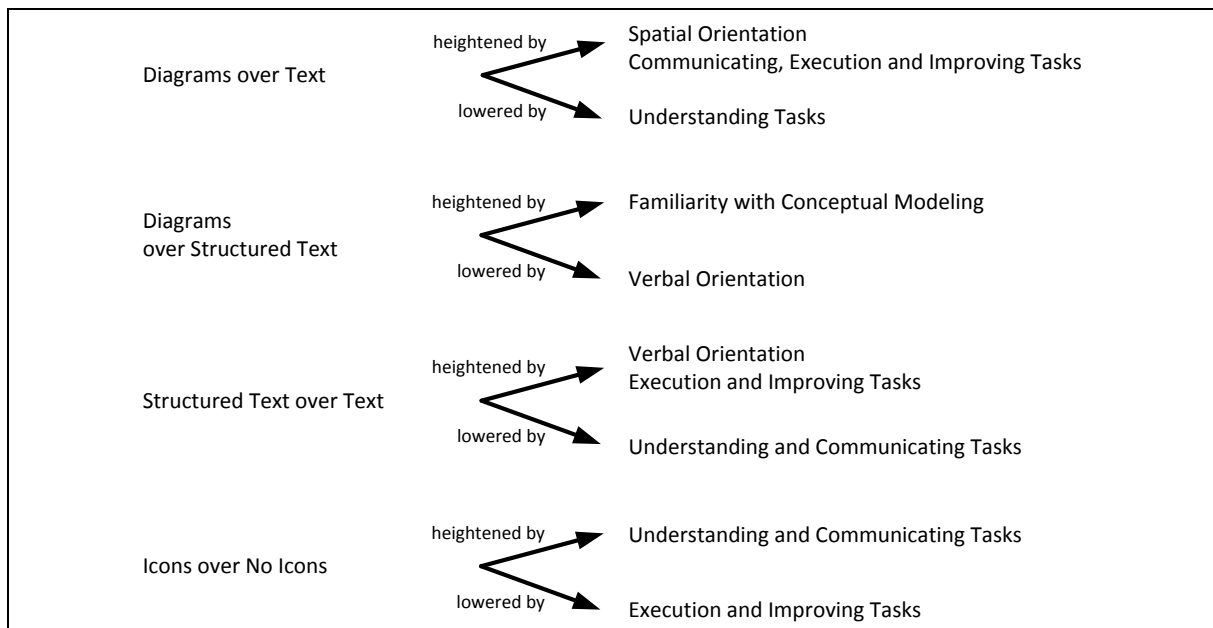 heightened by
Spatial Orientation
Communicating, Execution and Improving Tasks
Diagrams over Text
lowered by
Understanding Tasks
heightened by
Familiarity with Conceptual Modeling
Diagrams
over Structured Text
lowered by
Verbal Orientation
heightened by
Verbal Orientation
Execution and Improving Tasks
Structured Text over Text
lowered by
Understanding and Communicating Tasks
heightened by
Understanding and Communicating Tasks
Icons over No Icons
lowered by
Execution and Improving Tasks